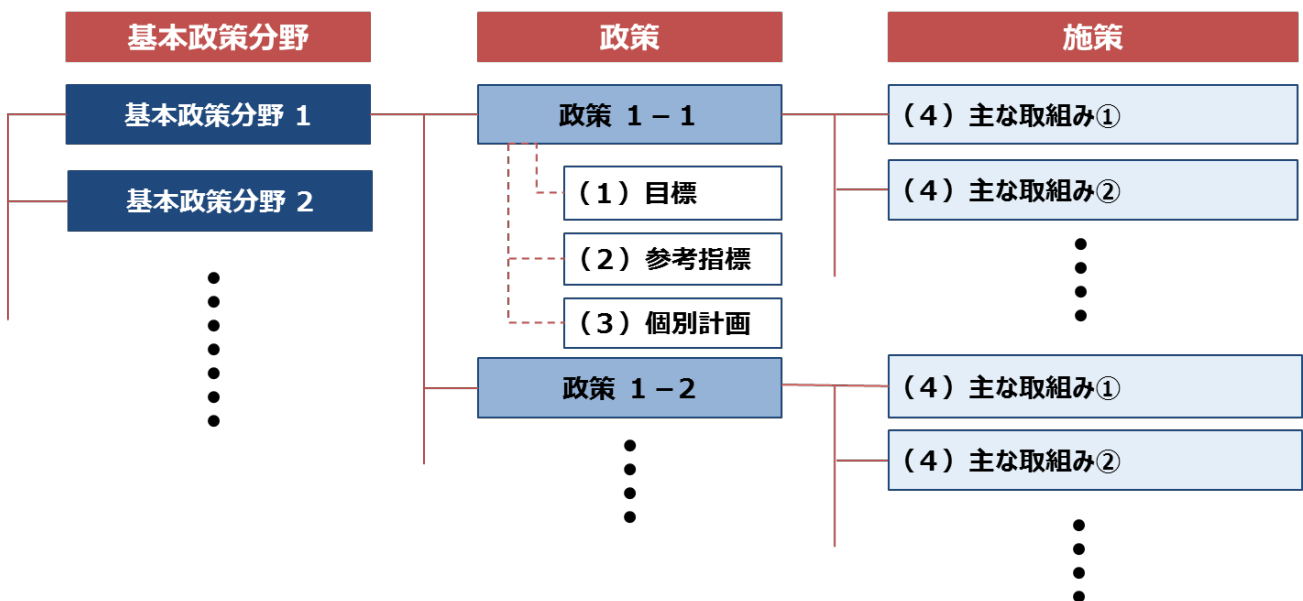 基本政策分野
政策
施策
基本政策分野 1
政策 1－1
（4）主な取組み①
基本政策分野 2
（1）目標
（4）主な取組み②
（2）参考指標
（3）個別計画
政策 1－2
（4）主な取組み①
（4）主な取組み②